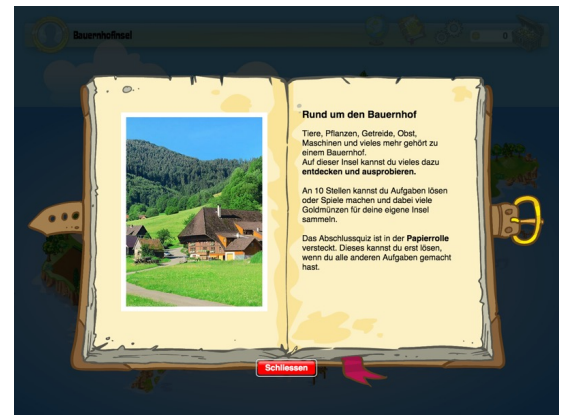 Bauernhofinsel
0
Rund um den Bauernhof
Tiere, Pflanzen, Getreide, Obst,
Maschinen und vieles mehr gehört zu
einem Bauernhof.
Auf dieser Insel kannst du vieles dazu
entdecken und ausprobieren.
An 10 Stellen kannst du Aufgaben lösen
oder Spiele machen und dabei viele
Goldmünzen für deine eigene Insel
sammeln.
Das Abschlussquiz ist in der Papierrolle
versteckt. Dieses kannst du erst lösen,
wenn du alle anderen Aufgaben gemacht
hast.
Schliessen